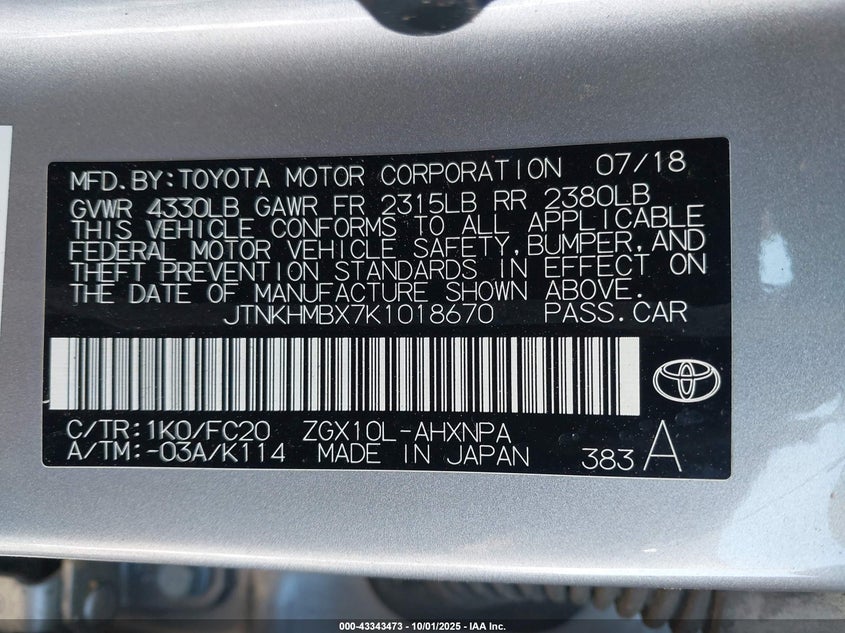 MFD.BY:TOYOTA MOTOR CORPORATION 07/18
GVWR 4330LB GAWR FR 2315LB RR 2380LB
THIS VEHICLE CONFORMS TO ALL APPLICABLE
FEDERAL MOTOR VEHICLE SAFETY,BUMPER,AND
THEFT PREVENTION STANDARDS IN EFFECT ON
THE DATE OF MANUFACTURE SHOWN ABOVE.
JTNKHMBX7K1018670 PASS.CAR
C/TR:1K0/FC20 ZGX10L-AHXNPA
A/TM:-03A/K114 MADE IN JAPAN 383 A
000-43343473 - 10/01/2025 - IAA Inc.